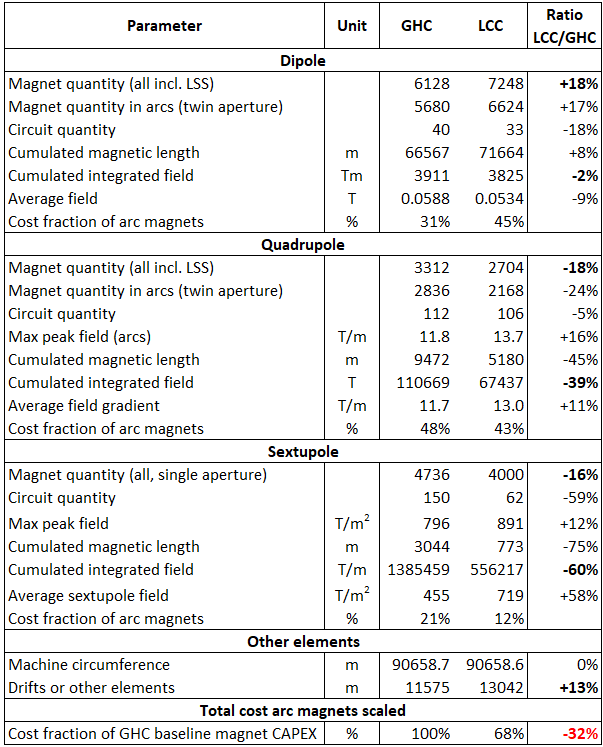 Parameter Unit GHC LCC Ratio LCC/GHC
Dipole
Magnet quantity (all incl. LSS) 6128 7248 +18%
Magnet quantity in arcs (twin aperture) 5680 6624 +17%
Circuit quantity 40 33 -18%
Cumulated magnetic length m 66567 71664 +8%
Cumulated integrated field Tm 3911 3825 -2%
Average field T 0.0588 0.0534 -9%
Cost fraction of arc magnets % 31% 45%
Quadrupole
Magnet quantity (all incl. LSS) 3312 2704 -18%
Magnet quantity in arcs (twin aperture) 2836 2168 -24%
Circuit quantity 112 106 -5%
Max peak field (arcs) T/m 11.8 13.7 +16%
Cumulated magnetic length m 9472 5180 -45%
Cumulated integrated field T 110669 67437 -39%
Average field gradient T/m 11.7 13.0 +11%
Cost fraction of arc magnets % 48% 43%
Sextupole
Magnet quantity (all, single aperture) 4736 4000 -16%
Circuit quantity 150 62 -59%
Max peak field T/m² 796 891 +12%
Cumulated magnetic length m 3044 773 -75%
Cumulated integrated field T/m 1385459 556217 -60%
Average sextupole field T/m² 455 719 +58%
Cost fraction of arc magnets % 21% 12%
Other elements
Machine circumference m 90658.7 90658.6 0%
Drifts or other elements m 11575 13042 +13%
Total cost arc magnets scaled
Cost fraction of GHC baseline magnet CAPEX % 100% 68% -32%